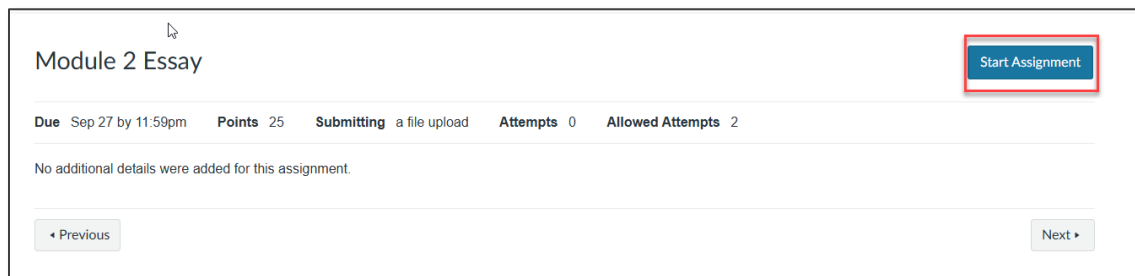 Module 2 Essay
Start Assignment
Due Sep 27 by 11:59pm Points 25 Submitting a file upload Attempts 0 Allowed Attempts 2
No additional details were added for this assignment.
◂ Previous
Next ▸